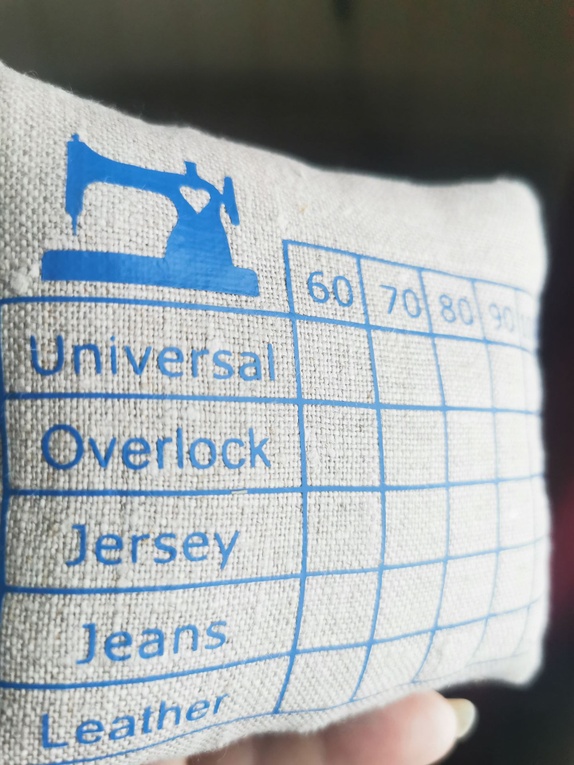 60 70 80 90
Universal
Overlock
Jersey
Jeans
Leather